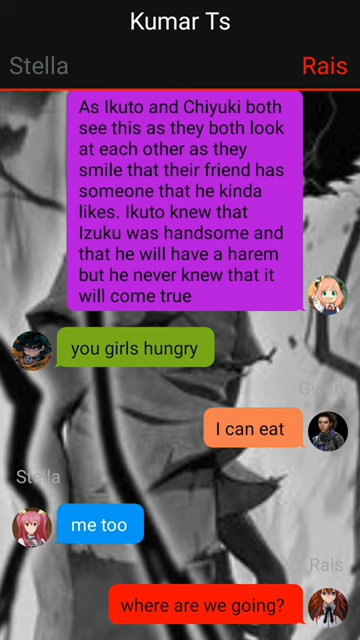 Kumar Ts
Stella
Rais
As Ikuto and Chiyuki both
see this as they both look
at each other as they
smile that their friend has
someone that he kinda
likes. Ikuto knew that
Izuku was handsome and
that he will have a harem
but he never knew that it
will come true
you girls hungry
Gwen
I can eat
Stella
me too
Rais
where are we going?